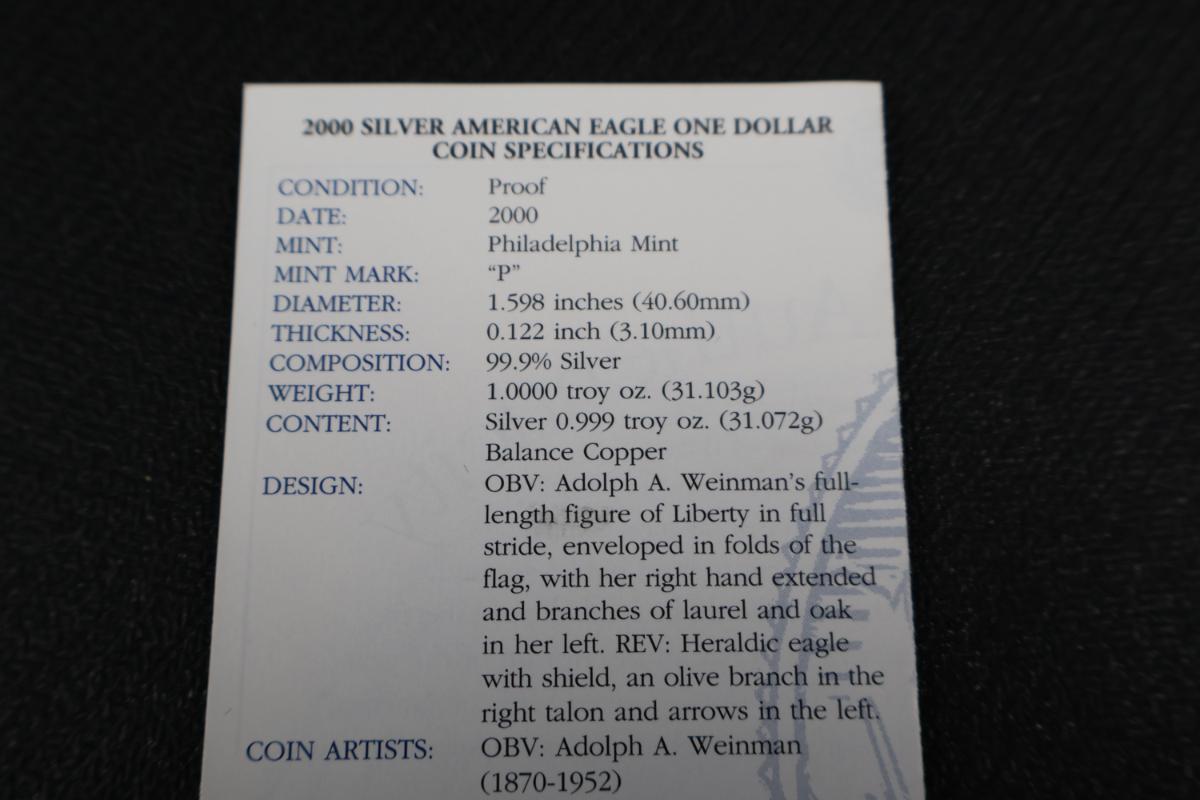 2000 SILVER AMERICAN EAGLE ONE DOLLAR
COIN SPECIFICATIONS
CONDITION: Proof
DATE: 2000
MINT: Philadelphia Mint
MINT MARK: “P”
DIAMETER: 1.598 inches (40.60mm)
THICKNESS: 0.122 inch (3.10mm)
COMPOSITION: 99.9% Silver
WEIGHT: 1.0000 troy oz. (31.103g)
CONTENT: Silver 0.999 troy oz. (31.072g)
Balance Copper
DESIGN: OBV: Adolph A. Weinman’s full-
length figure of Liberty in full
stride, enveloped in folds of the
flag, with her right hand extended
and branches of laurel and oak
in her left. REV: Heraldic eagle
with shield, an olive branch in the
right talon and arrows in the left.
COIN ARTISTS: OBV: Adolph A. Weinman
(1870-1952)